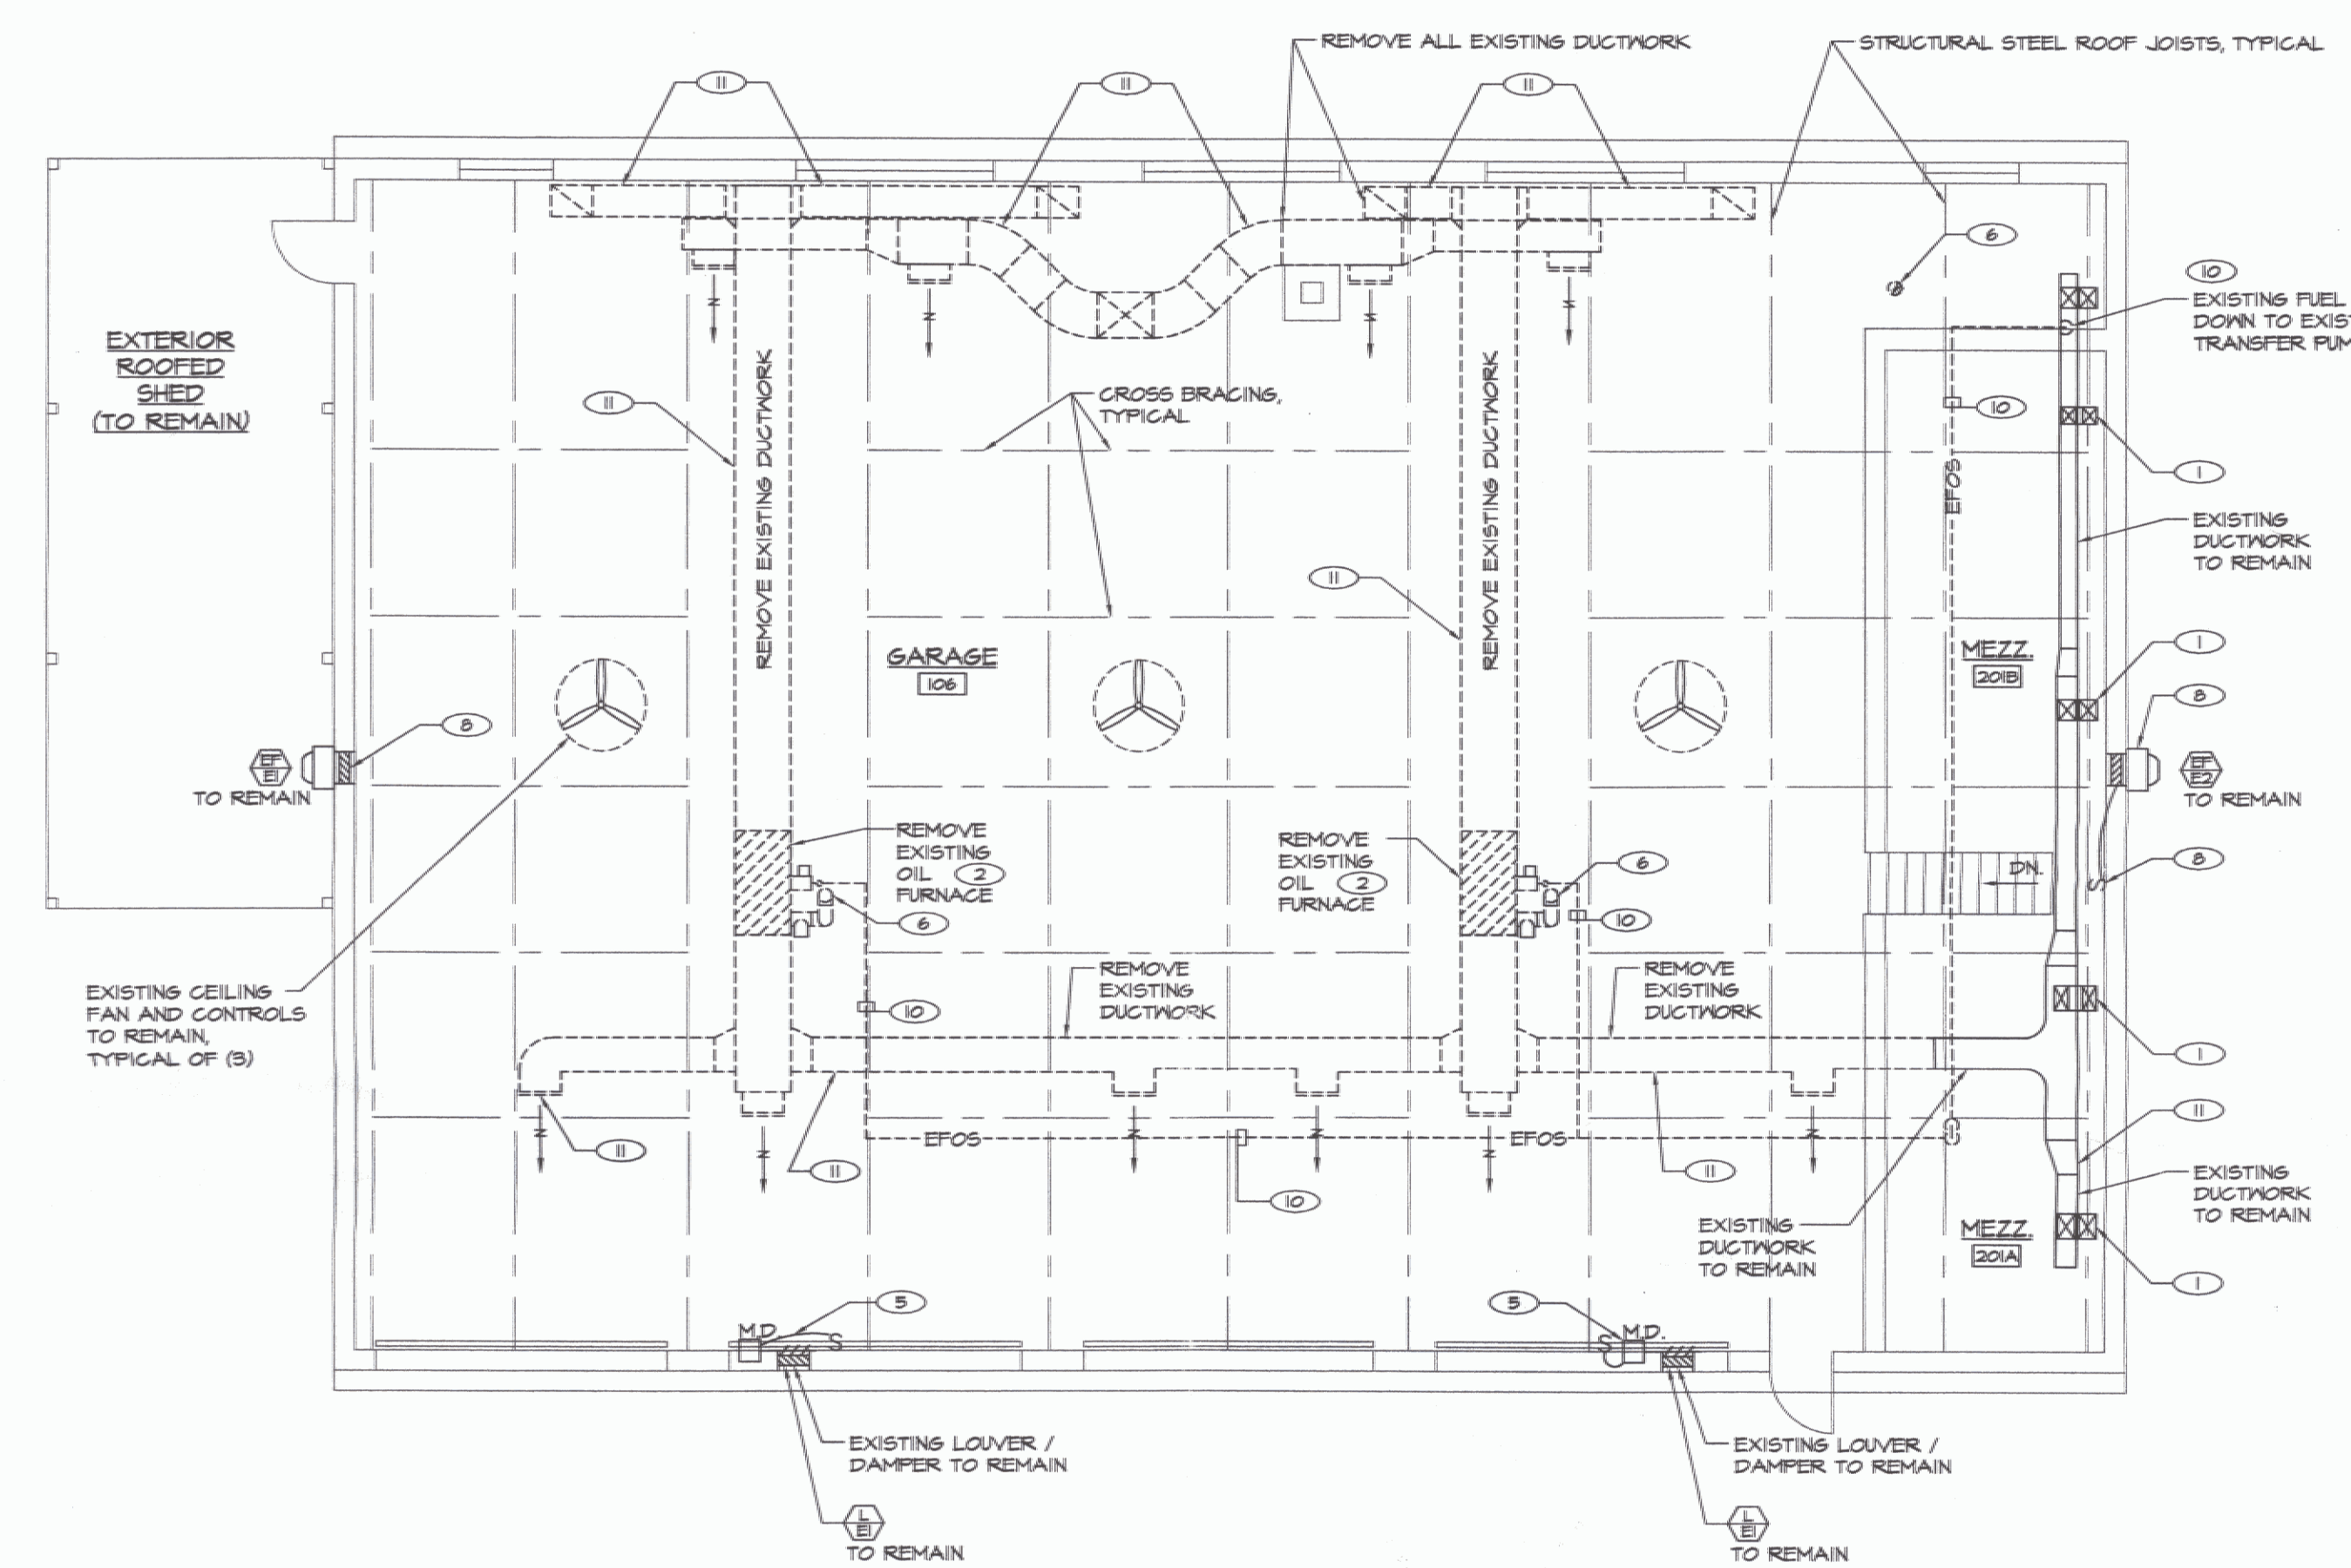 REMOVE ALL EXISTING DUCTWORK
STRUCTURAL STEEL ROOF JOISTS, TYPICAL
11
11
11
6
10
EXISTING FUEL
DOWN TO EXIST
TRANSFER PUM
EXTERIOR
ROOFED
SHED
(TO REMAIN)
11
REMOVE EXISTING DUCTWORK
CROSS BRACING,
TYPICAL
REMOVE EXISTING DUCTWORK
10
1
EFOS
EXISTING
DUCTWORK
TO REMAIN
11
GARAGE
106
MEZZ.
201B
1
8
8
EF
E1
TO REMAIN
EF
E2
TO REMAIN
REMOVE
EXISTING
OIL 2
FURNACE
6
REMOVE
EXISTING
OIL 2
FURNACE
6
10
DN.
8
T U
T U
EXISTING CEILING
FAN AND CONTROLS
TO REMAIN,
TYPICAL OF (3)
10
REMOVE
EXISTING
DUCTWORK
REMOVE
EXISTING
DUCTWORK
1
11
11
11
11
EFOS
EFOS
10
EXISTING
DUCTWORK
TO REMAIN
EXISTING
DUCTWORK
TO REMAIN
MEZZ.
201A
1
M.D.
5
S
5
S
M.D.
S
EXISTING LOUVER /
DAMPER TO REMAIN
L
E1
TO REMAIN
EXISTING LOUVER /
DAMPER TO REMAIN
L
E1
TO REMAIN